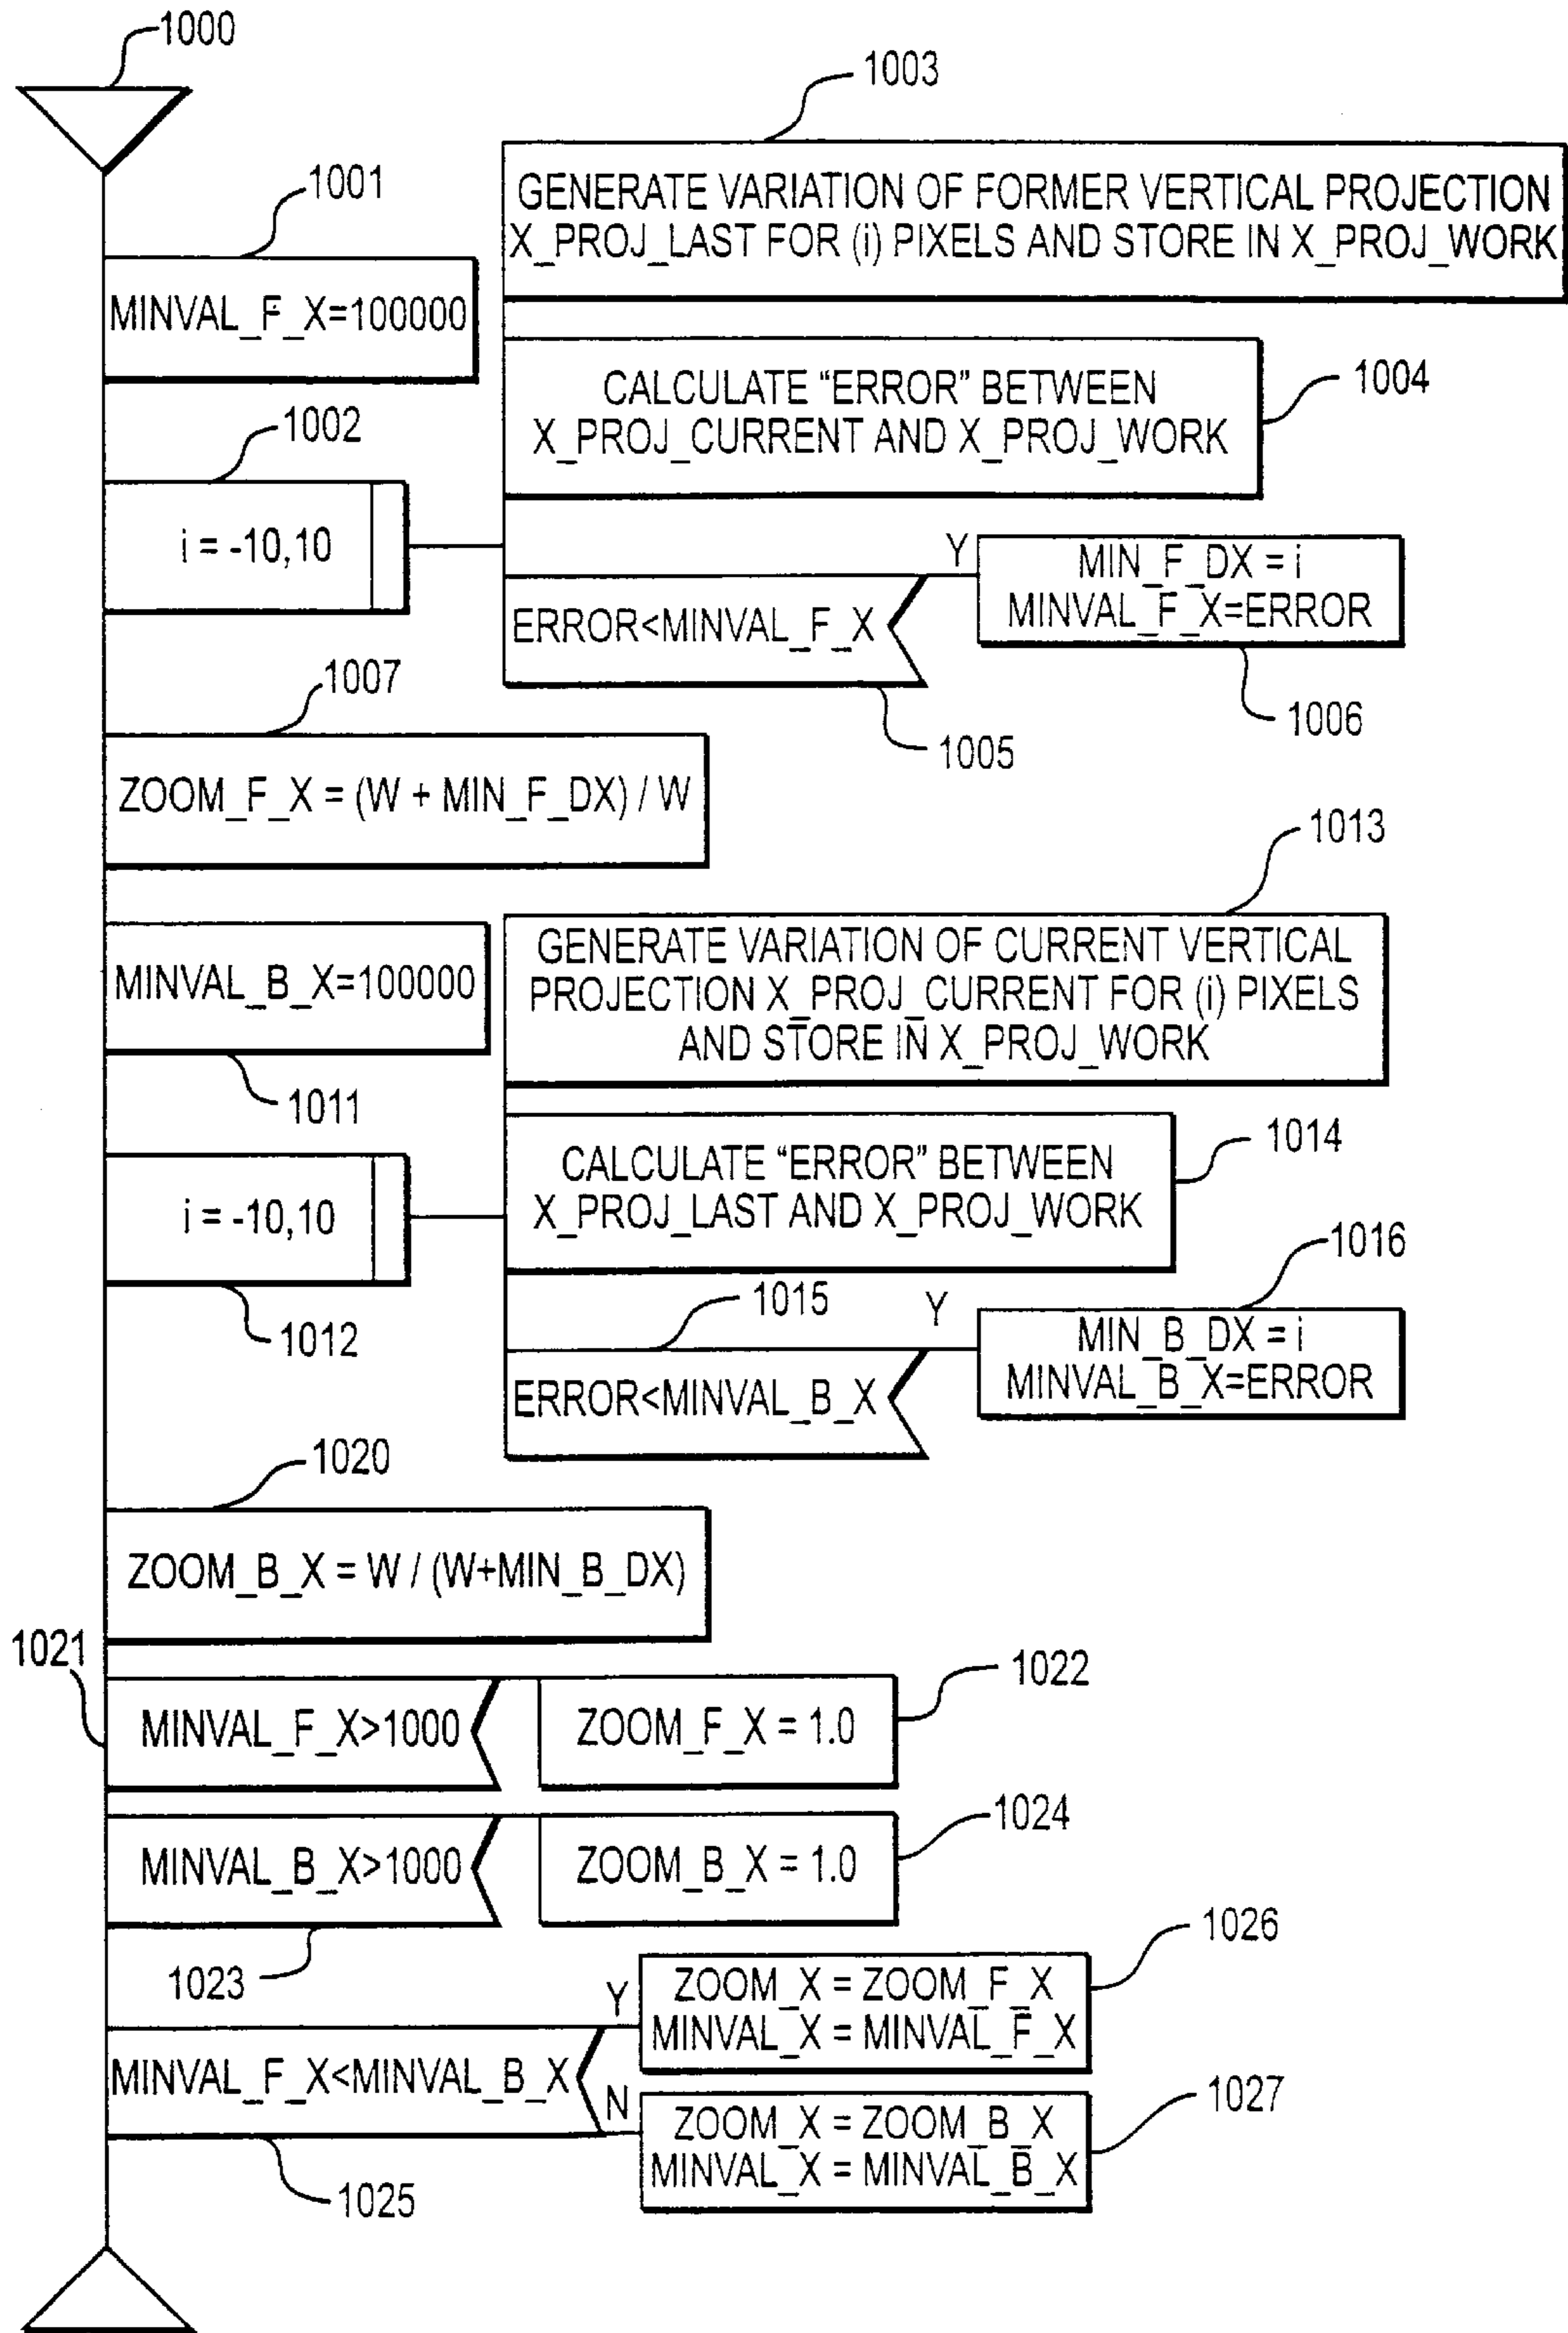 1000
1003
GENERATE VARIATION OF FORMER VERTICAL PROJECTION
X_PROJ_LAST FOR (i) PIXELS AND STORE IN X_PROJ_WORK
1001
MINVAL_F_X=100000
CALCULATE “ERROR” BETWEEN
X_PROJ_CURRENT AND X_PROJ_WORK
1004
1002
i = -10,10
ERROR<MINVAL_F_X
Y
MIN_F_DX = i
MINVAL_F_X=ERROR
1006
1005
1007
ZOOM_F_X = (W + MIN_F_DX) / W
1013
MINVAL_B_X=100000
1011
GENERATE VARIATION OF CURRENT VERTICAL
PROJECTION X_PROJ_CURRENT FOR (i) PIXELS
AND STORE IN X_PROJ_WORK
CALCULATE “ERROR” BETWEEN
X_PROJ_LAST AND X_PROJ_WORK
1014
i = -10,10
1012
1015
ERROR<MINVAL_B_X
Y
1016
MIN_B_DX = i
MINVAL_B_X=ERROR
1020
ZOOM_B_X = W / (W+MIN_B_DX)
1021
MINVAL_F_X>1000
ZOOM_F_X = 1.0
1022
MINVAL_B_X>1000
ZOOM_B_X = 1.0
1024
1023
MINVAL_F_X<MINVAL_B_X
1025
Y
ZOOM_X = ZOOM_F_X
MINVAL_X = MINVAL_F_X
1026
N
ZOOM_X = ZOOM_B_X
MINVAL_X = MINVAL_B_X
1027